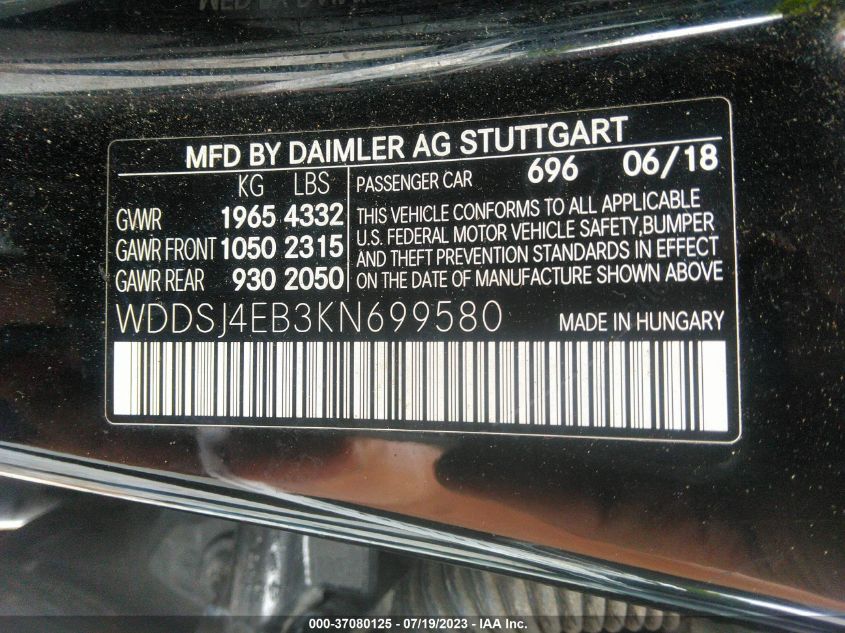 MFD BY DAIMLER AG STUTTGART
KG LBS
GVWR 1965 4332
GAWR FRONT 1050 2315
GAWR REAR 930 2050
PASSENGER CAR 696 06/18
THIS VEHICLE CONFORMS TO ALL APPLICABLE
U.S. FEDERAL MOTOR VEHICLE SAFETY, BUMPER
AND THEFT PREVENTION STANDARDS IN EFFECT
ON THE DATE OF MANUFACTURE SHOWN ABOVE
WDDSJ4EB3KN699580 MADE IN HUNGARY
000-37080125 - 07/19/2023 - IAA Inc.